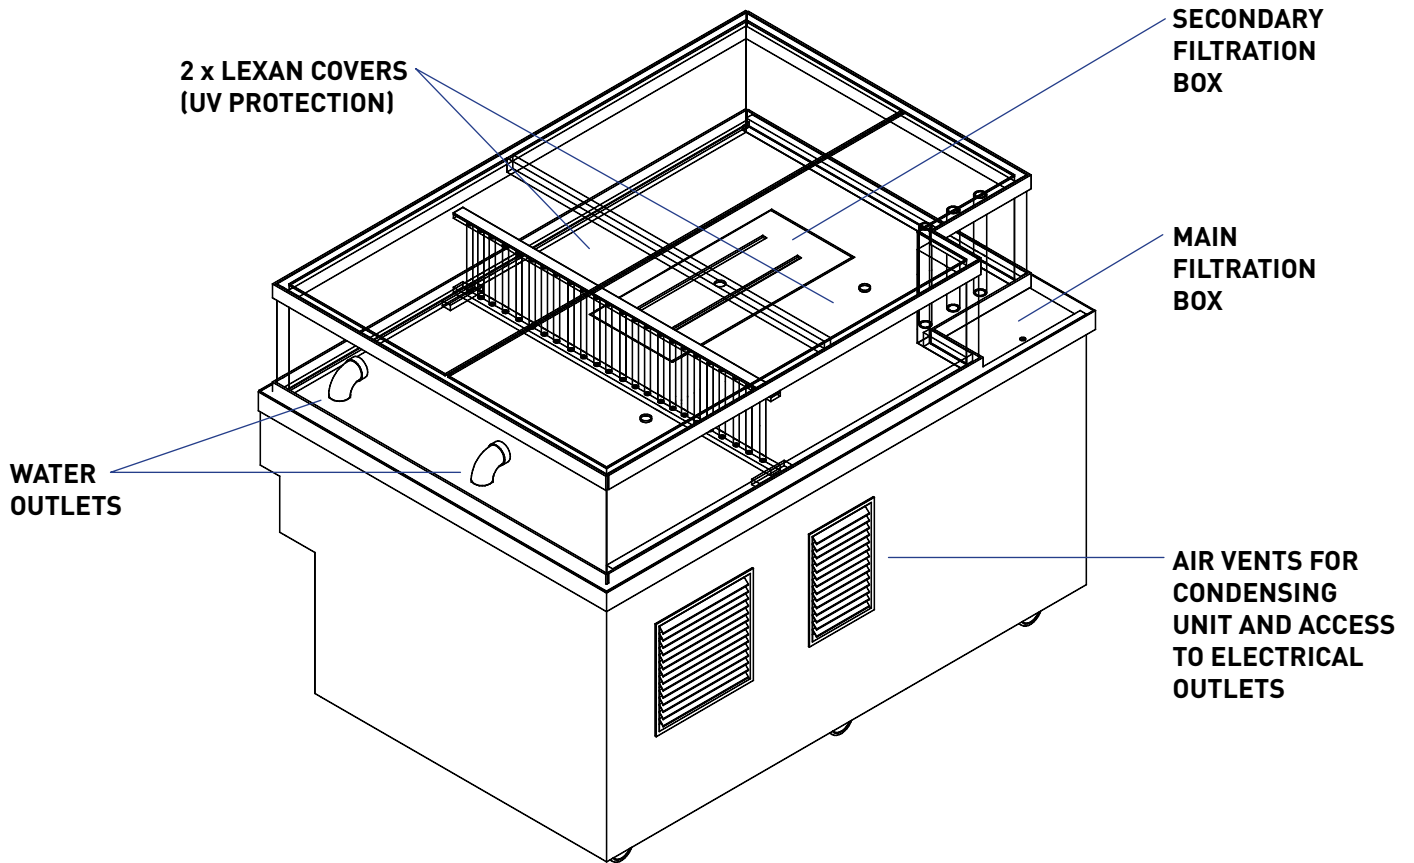 SECONDARY
FILTRATION
BOX
2 x LEXAN COVERS
(UV PROTECTION)
MAIN
FILTRATION
BOX
WATER
OUTLETS
AIR VENTS FOR
CONDENSING
UNIT AND ACCESS
TO ELECTRICAL
OUTLETS